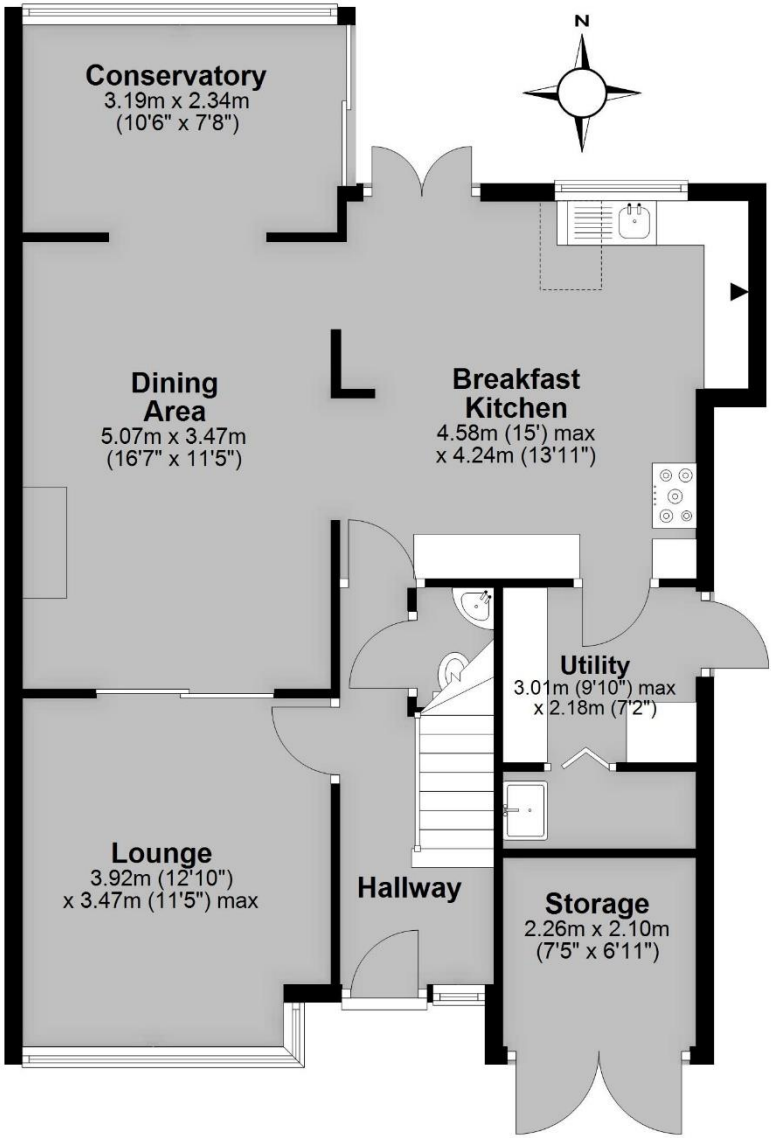 N
Conservatory
3.19m x 2.34m
(10'6" x 7'8")
Dining
Area
5.07m x 3.47m
(16'7" x 11'5")
Breakfast
Kitchen
4.58m (15') max
x 4.24m (13'11")
Utility
3.01m (9'10") max
x 2.18m (7'2")
Lounge
3.92m (12'10")
x 3.47m (11'5") max
Hallway
Storage
2.26m x 2.10m
(7'5" x 6'11")